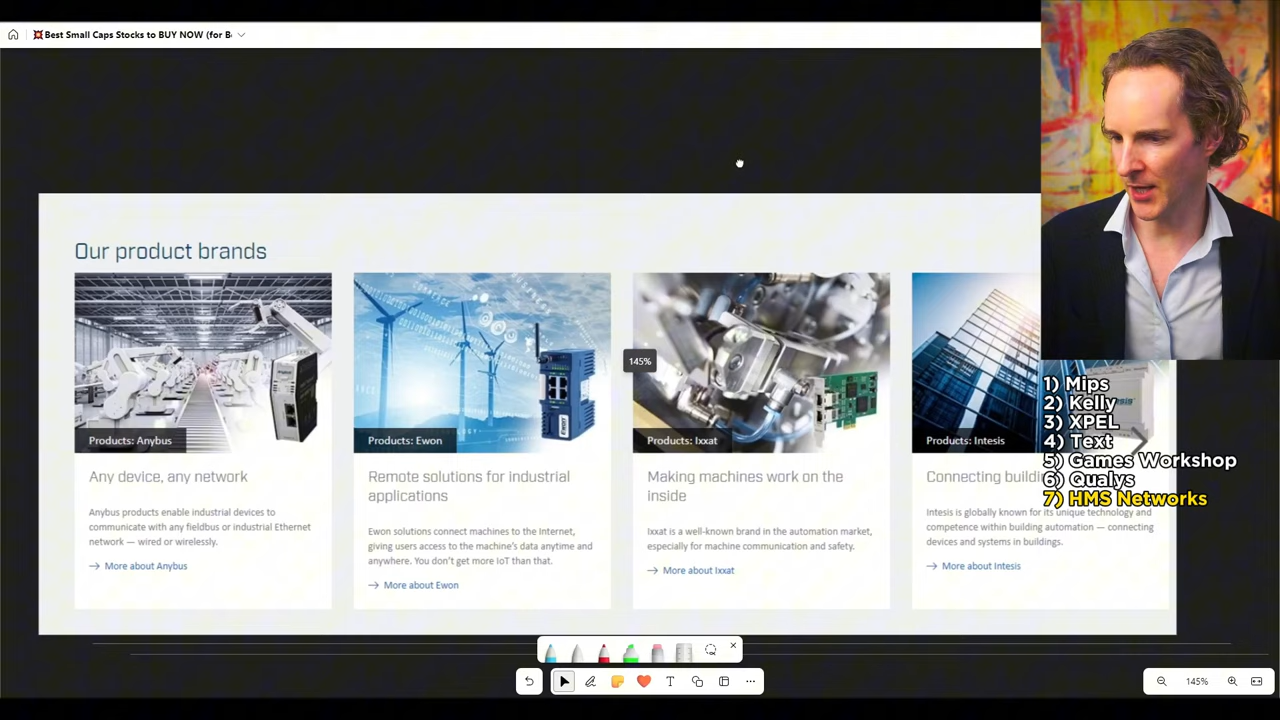 💥Best Small Caps Stocks to BUY NOW (for B
Our product brands
145%
Products: Anybus
Products: Ewon
Products: Ixxat
Products: Intesis
Any device, any network
Remote solutions for industrial
applications
Making machines work on the
inside
Connecting
Anybus products enable industrial devices to
communicate with any fieldbus or industrial Ethernet
network — wired or wirelessly.
Ewon solutions connect machines to the Internet,
giving users access to the machine's data anytime and
anywhere. You don't get more IoT than that.
Ixxat is a well-known brand in the automation market,
especially for machine communication and safety.
Intesis is globally known for its unique technology and
competence within building automation — connecting
devices and systems in buildings.
→ More about Anybus
→ More about Ewon
→ More about Ixxat
→ More about Intesis
1) Mips
2) Kelly
3) XPEL
4) Text
5) Games Workshop
6) Qualys
7) HMS Networks
T
145%